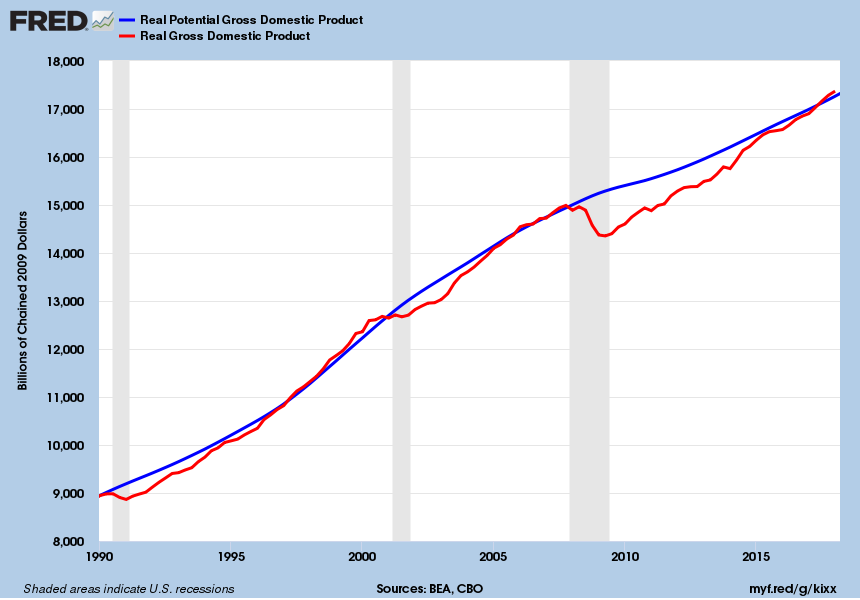 FRED
Real Potential Gross Domestic Product
Real Gross Domestic Product
18,000
17,000
16,000
15,000
14,000
13,000
12,000
11,000
10,000
9,000
8,000
Billions of Chained 2009 Dollars
1990
1995
2000
2005
2010
2015
Shaded areas indicate U.S. recessions
Sources: BEA, CBO
myf.red/g/kixx